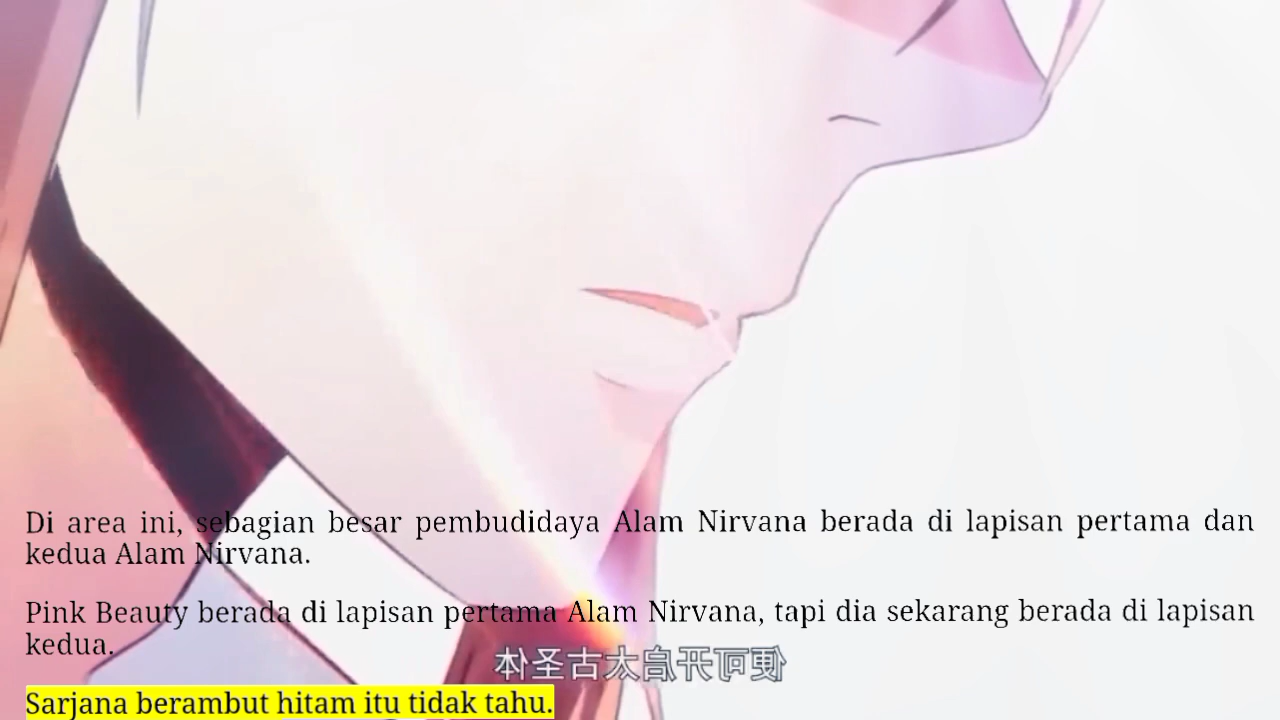 Di area ini, sebagian besar pembudidaya Alam Nirvana berada di lapisan pertama dan
kedua Alam Nirvana.
Pink Beauty berada di lapisan pertama Alam Nirvana, tapi dia sekarang berada di lapisan
kedua.
便可开启太古圣体
Sarjana berambut hitam itu tidak tahu.